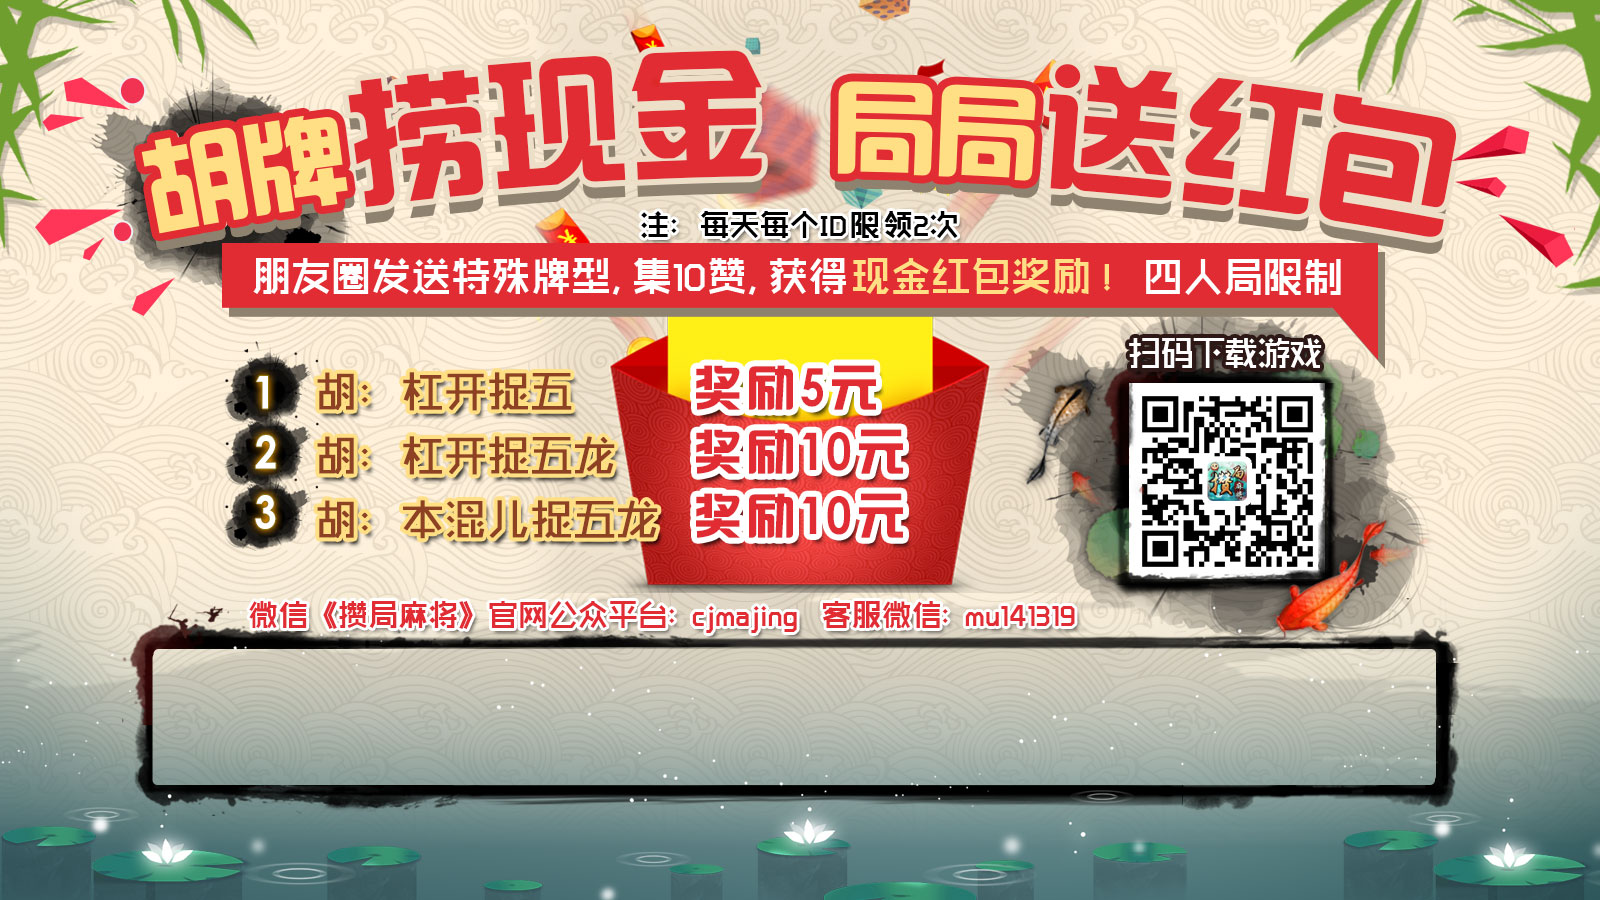 胡牌捞现金 局局送红包
注: 每天每个ID限领2次
朋友圈发送特殊牌型, 集10赞, 获得现金红包奖励! 四人局限制
扫码下载游戏
1 胡: 杠开捉五 奖励5元
2 胡: 杠开捉五龙 奖励10元
3 胡: 本混儿捉五龙 奖励10元
微信《攒局麻将》官网公众平台: cjmajing 客服微信: mu141319